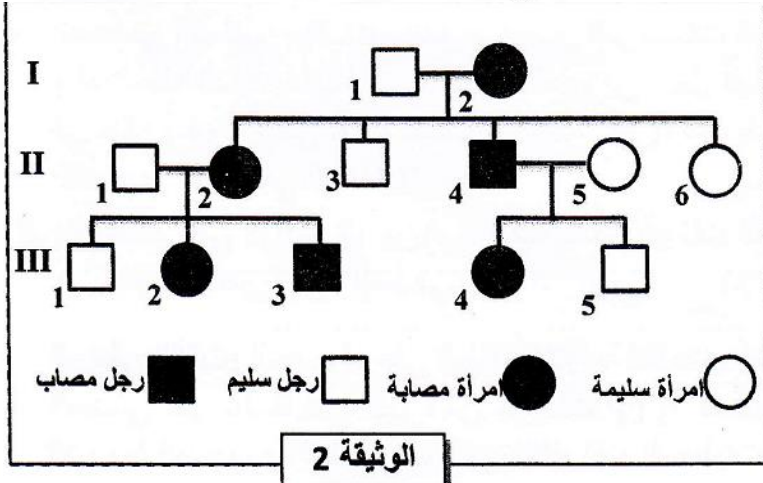 I
1 2
II
1 2 3 4 5 6
III
1 2 3 4 5
امرأة سليمة امرأة مصابة رجل سليم رجل مصاب
الوثيقة 2